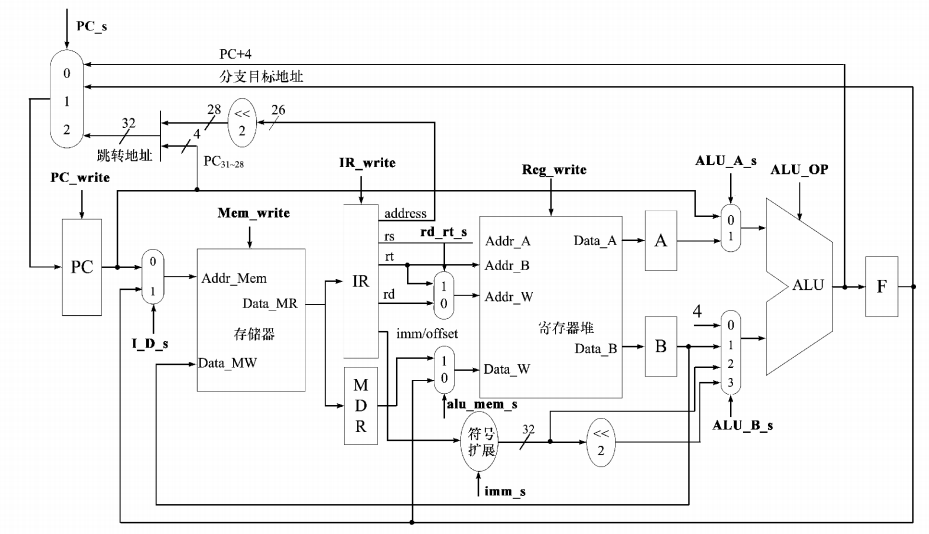 PC_s
PC+4
分支目标地址
0
1
2
32
跳转地址
28
<<
2
26
4
PC31~28
PC_write
IR_write
Reg_write
ALU_A_s
ALU_OP
Mem_write
address
rs
rd_rt_s
rt
rd
IR
imm/offset
PC
0
1
I_D_s
Addr_Mem
Data_MR
存储器
Data_MW
M
D
R
1
0
1
0
alu_mem_s
Addr_A
Addr_B
Addr_W
Data_W
Data_A
寄存器堆
Data_B
A
B
0
1
4
0
1
2
3
ALU_B_s
ALU
F
符号
扩展
32
<<
2
imm_s